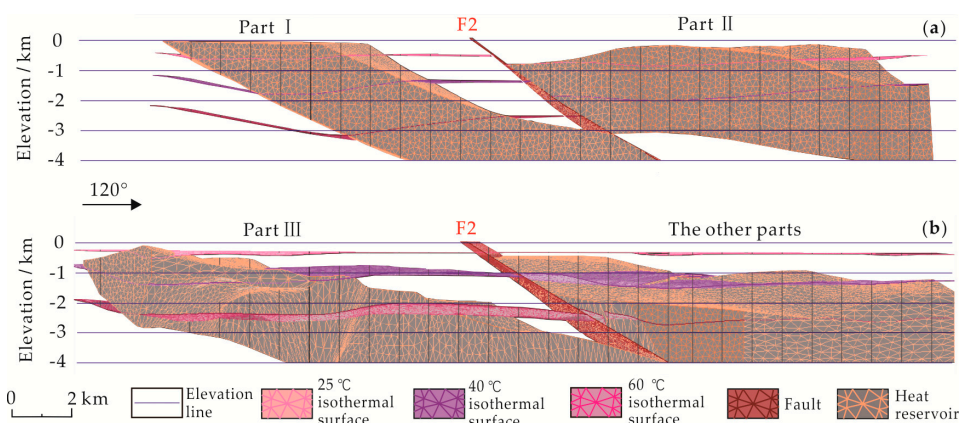 Part I
F2
Part II
(a)
Elevation / km
0
-1
-2
-3
-4
120°
Part III
F2
The other parts
(b)
Elevation / km
0
-1
-2
-3
-4
0 2 km
Elevation line
25 ℃ isothermal surface
40 ℃ isothermal surface
60 ℃ isothermal surface
Fault
Heat reservoir